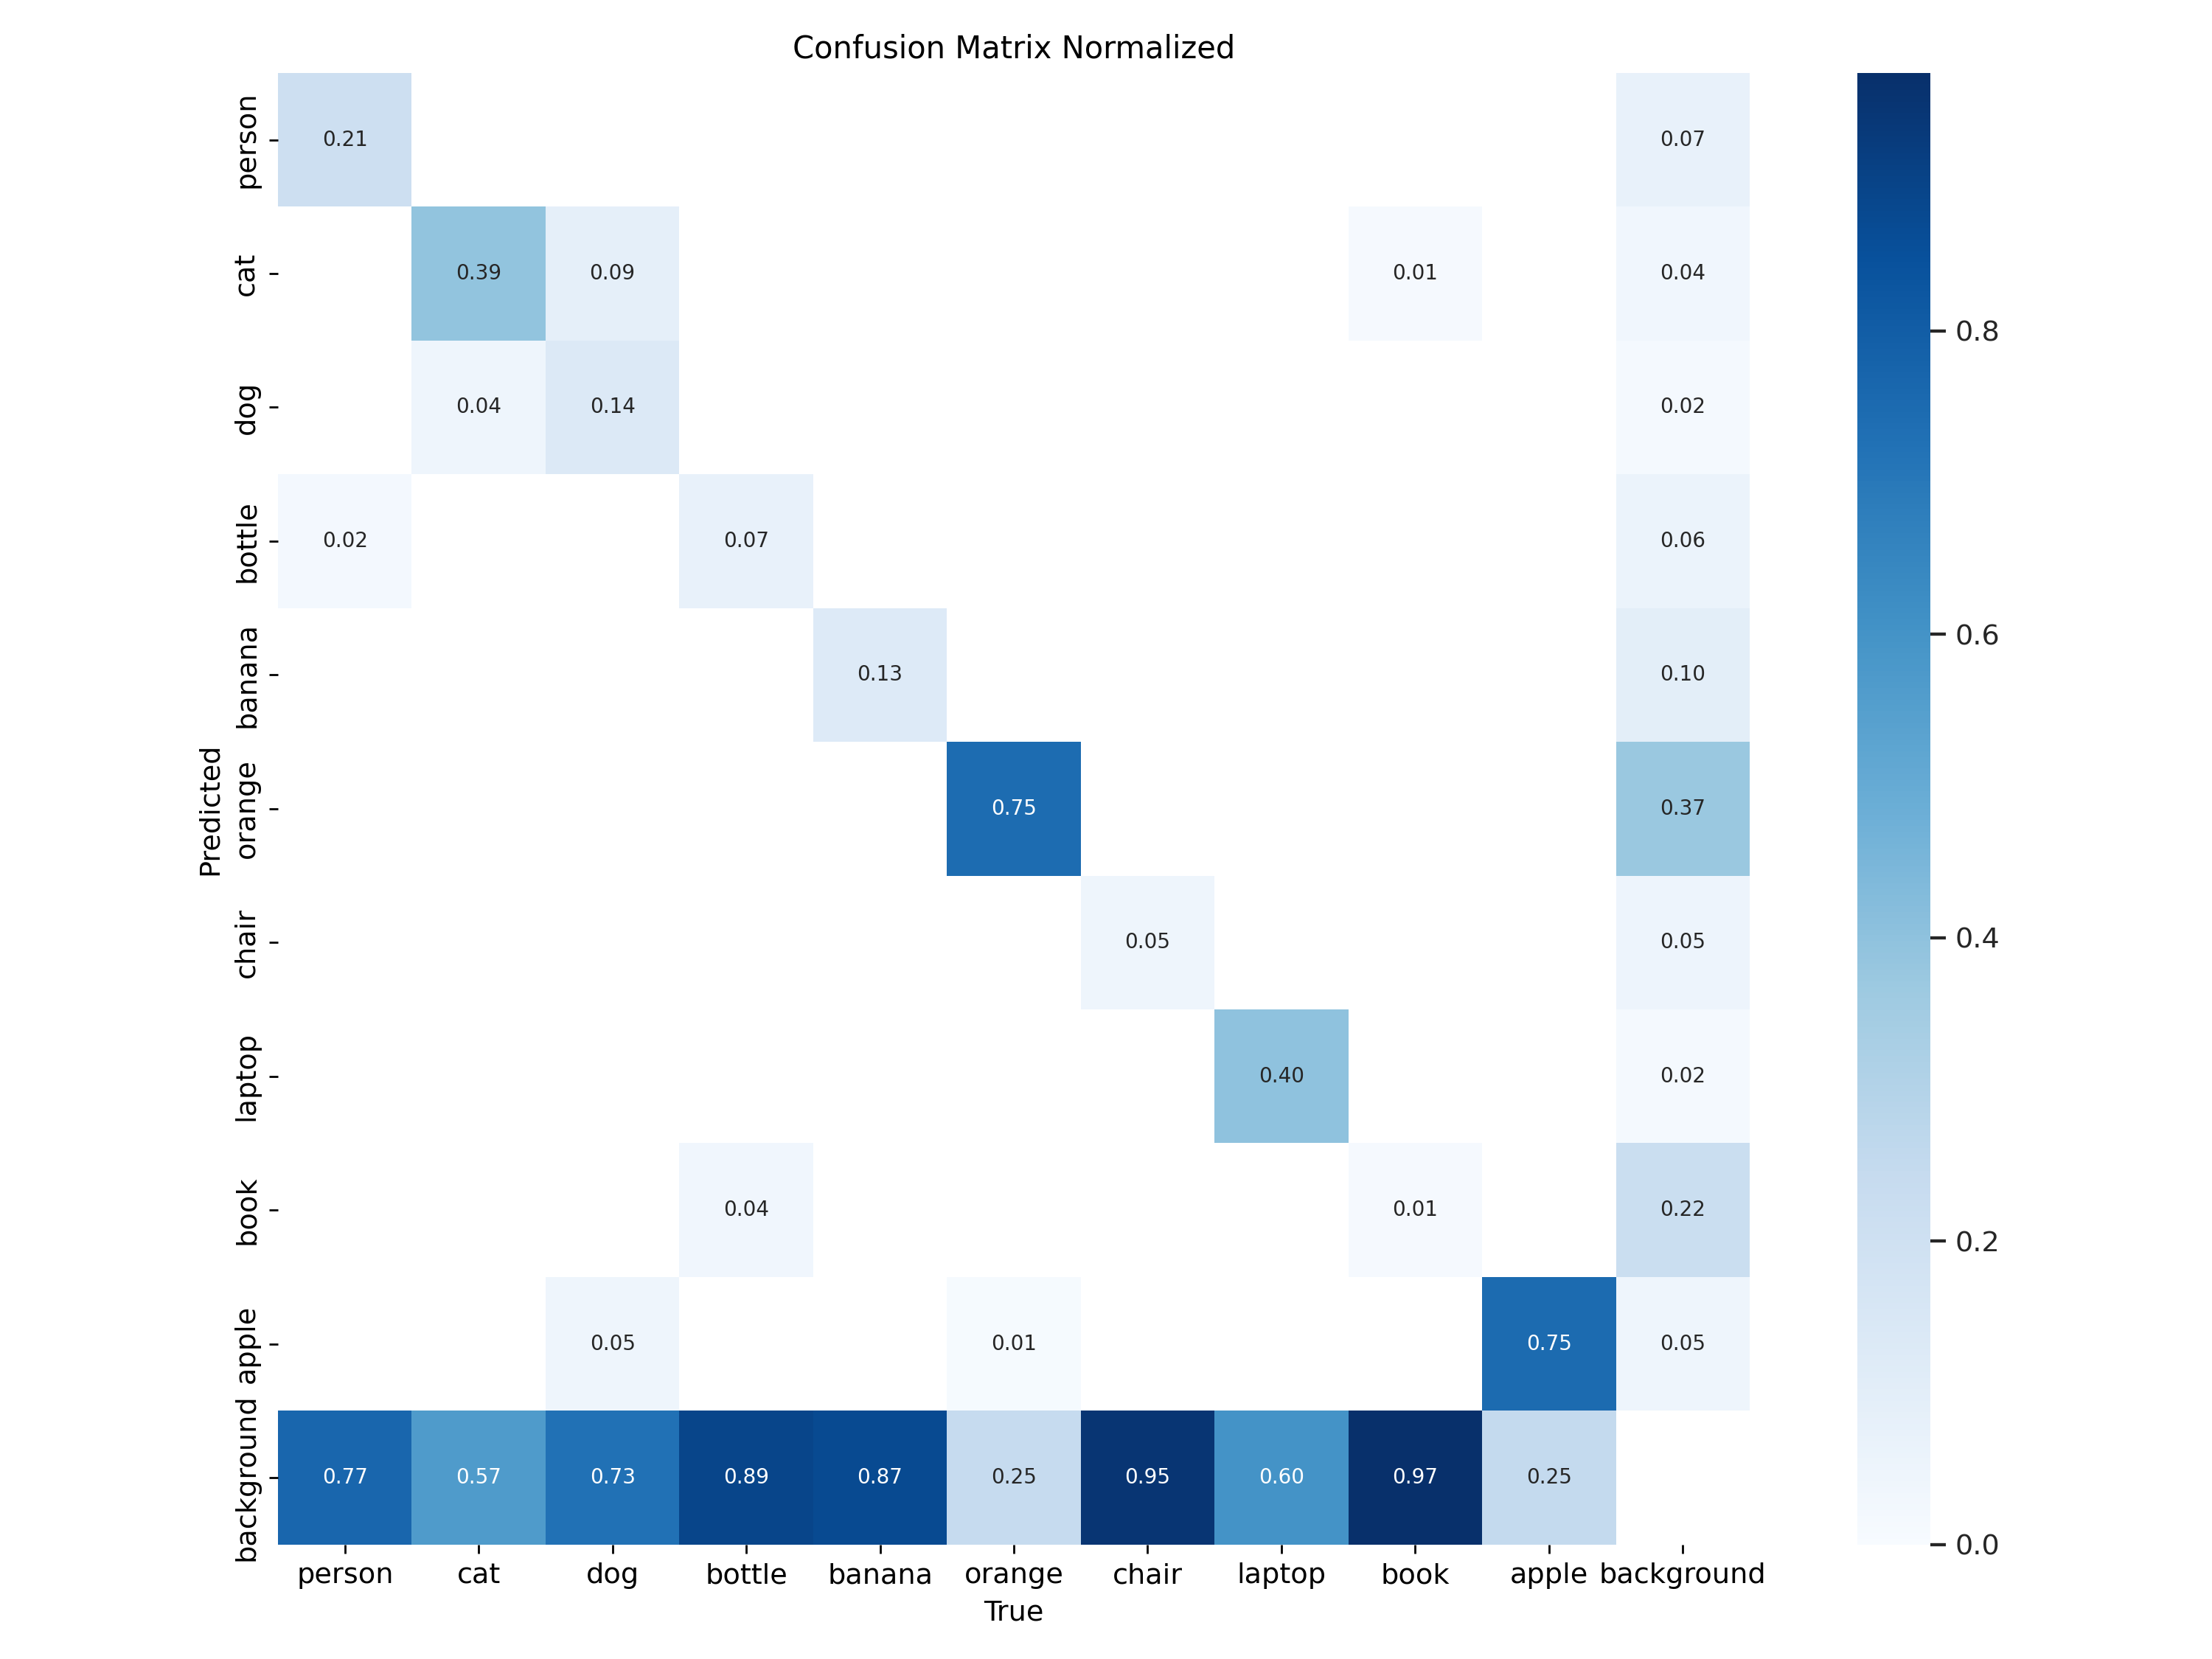 Confusion Matrix Normalized
person 0.21 0.07
cat 0.39 0.09 0.01 0.04
0.8
dog 0.04 0.14 0.02
bottle 0.02 0.07 0.06
0.6
banana 0.13 0.10
Predicted
orange 0.75 0.37
chair 0.05 0.05
0.4
laptop 0.40 0.02
book 0.04 0.01 0.22
0.2
apple 0.05 0.01 0.75 0.05
background 0.77 0.57 0.73 0.89 0.87 0.25 0.95 0.60 0.97 0.25
0.0
person cat dog bottle banana orange chair laptop book apple background
True